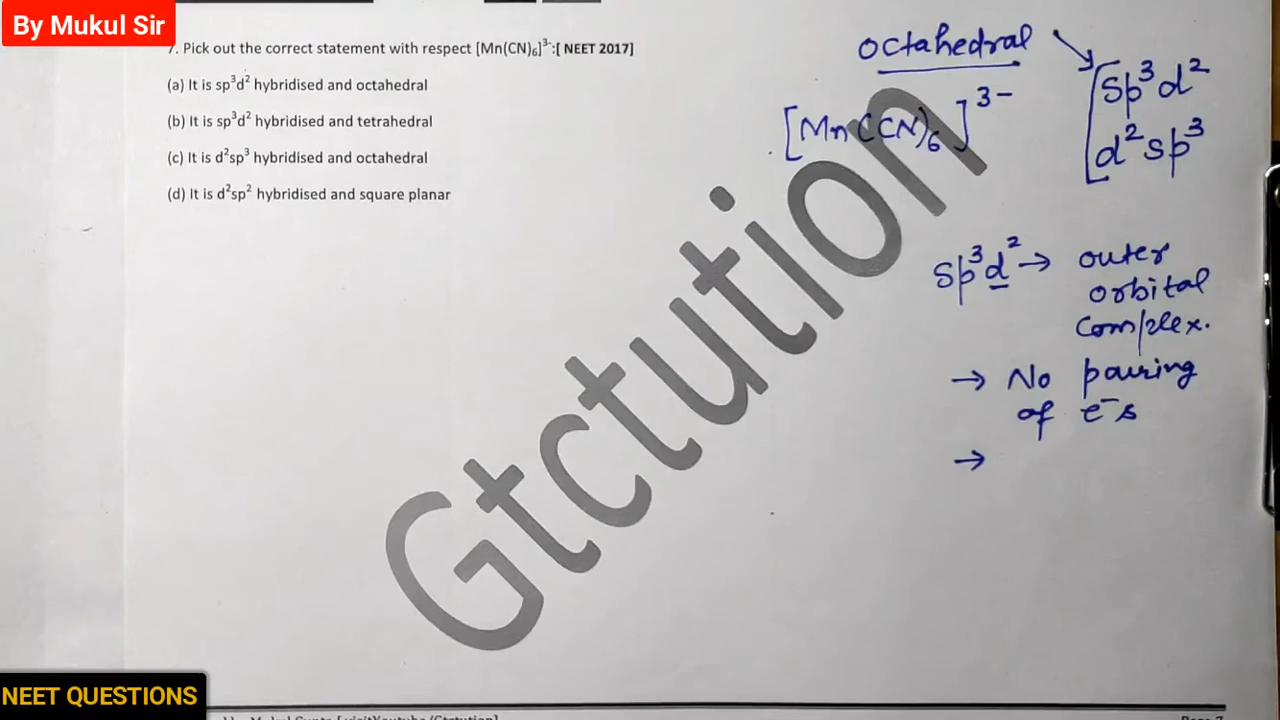 By Mukul Sir
7. Pick out the correct statement with respect [Mn(CN)₆]³⁻:[ NEET 2017]
(a) It is sp³d² hybridised and octahedral
(b) It is sp³d² hybridised and tetrahedral
(c) It is d²sp³ hybridised and octahedral
(d) It is d²sp² hybridised and square planar
octahedral
[Mn(CN)₆]³⁻
sp³d²
d²sp³
sp³d² → outer
orbital
complex.
→ No pairing
of e⁻s
→
Gtctution
NEET QUESTIONS
Page 7